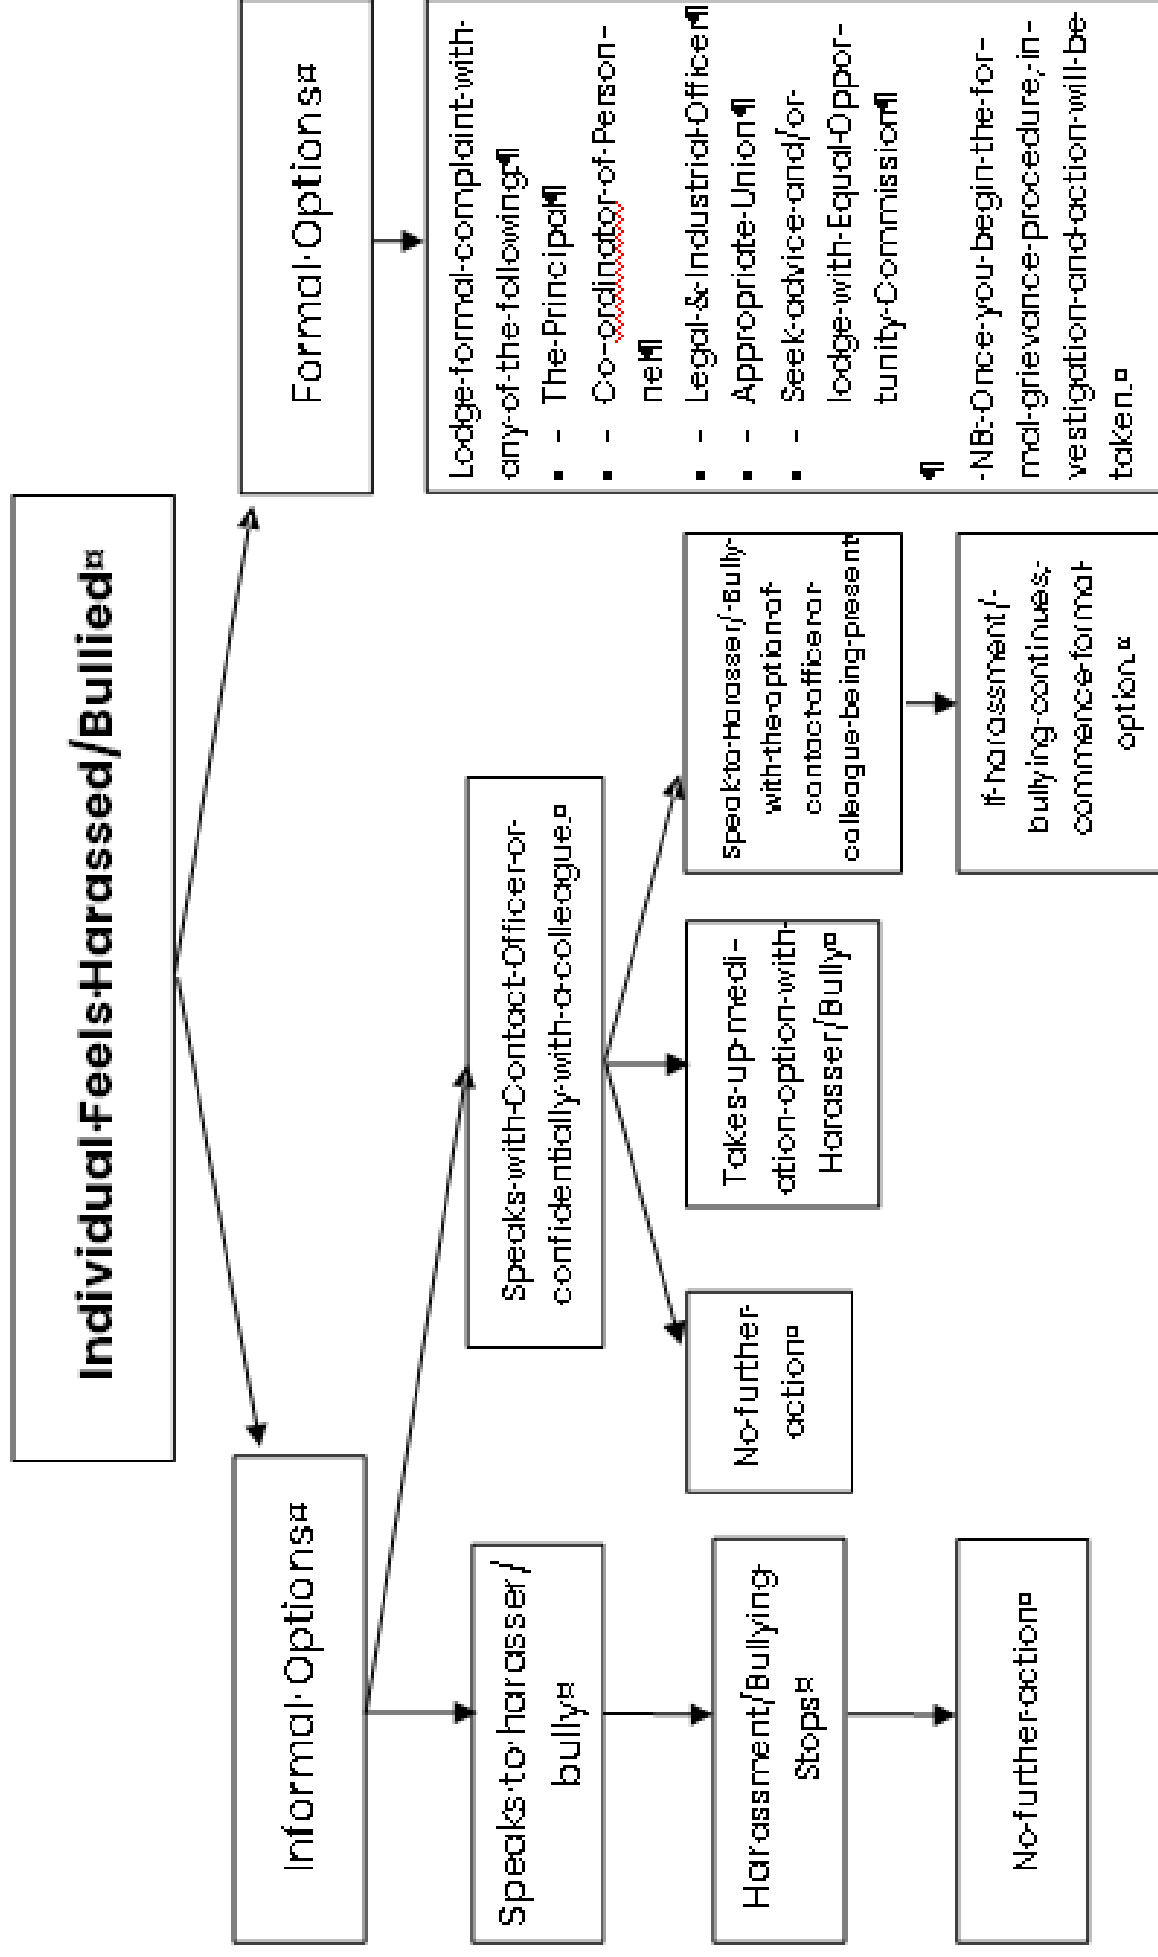 Individual·Feels·Harassed/Bullied¤
Informal·Options¤
Formal·Options¤
Speaks·to·harasser/
bully¤
Speaks·with·Contact·Officer·or·
confidentially·with·a·colleague.¤
Lodge·formal·complaint·with·
any·of·the·following:¶
▪ - The·Principal¶
▪ - Co-ordinator·of·Person-
nel¶
▪ - Legal·&·Industrial·Officer¶
▪ - Appropriate·Union¶
▪ - Seek·advice·and/or·
lodge·with·Equal·Oppor-
tunity·Commission¶
¶
·NB:·Once·you·begin·the·for-
mal·grievance·procedure,·in-
vestigation·and·action·will·be·
taken.¤
Harassment/Bullying·
Stops¤
No·further·
action¤
Takes·up·medi-
ation·option·with·
Harasser/Bully¤
Speak·to·Harasser/·Bully·
with·the·option·of·
contact·officer·or·
colleague·being·present
No·further·action¤
If·harassment/·
bullying·continues,·
commence·formal·
option.¤